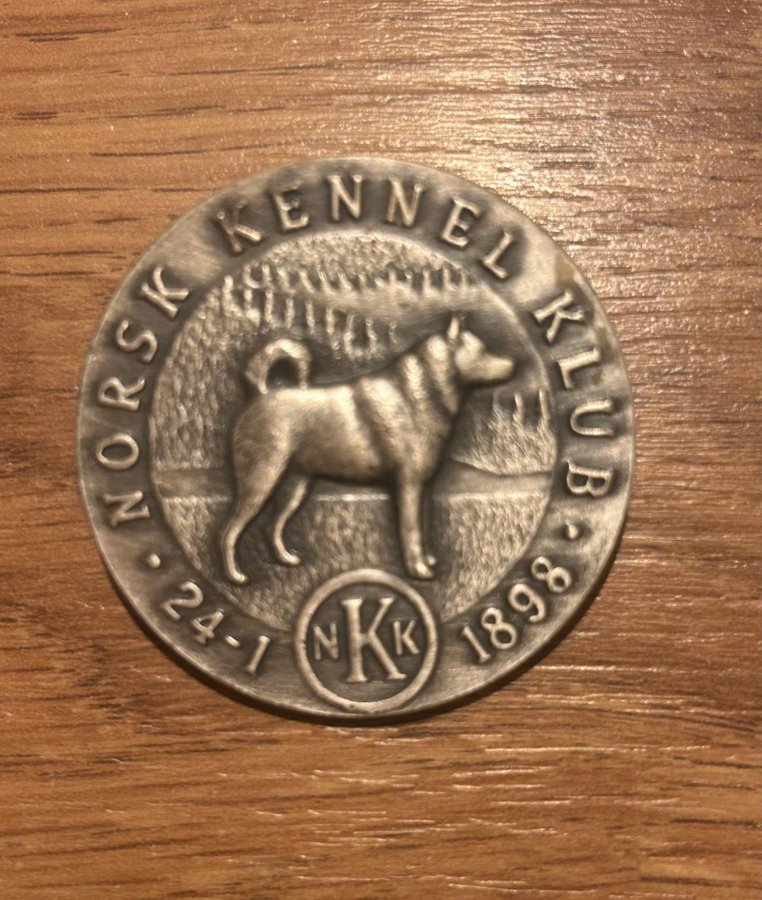 NORSK KENNEL KLUB
· 24-1
NKK
1898 ·